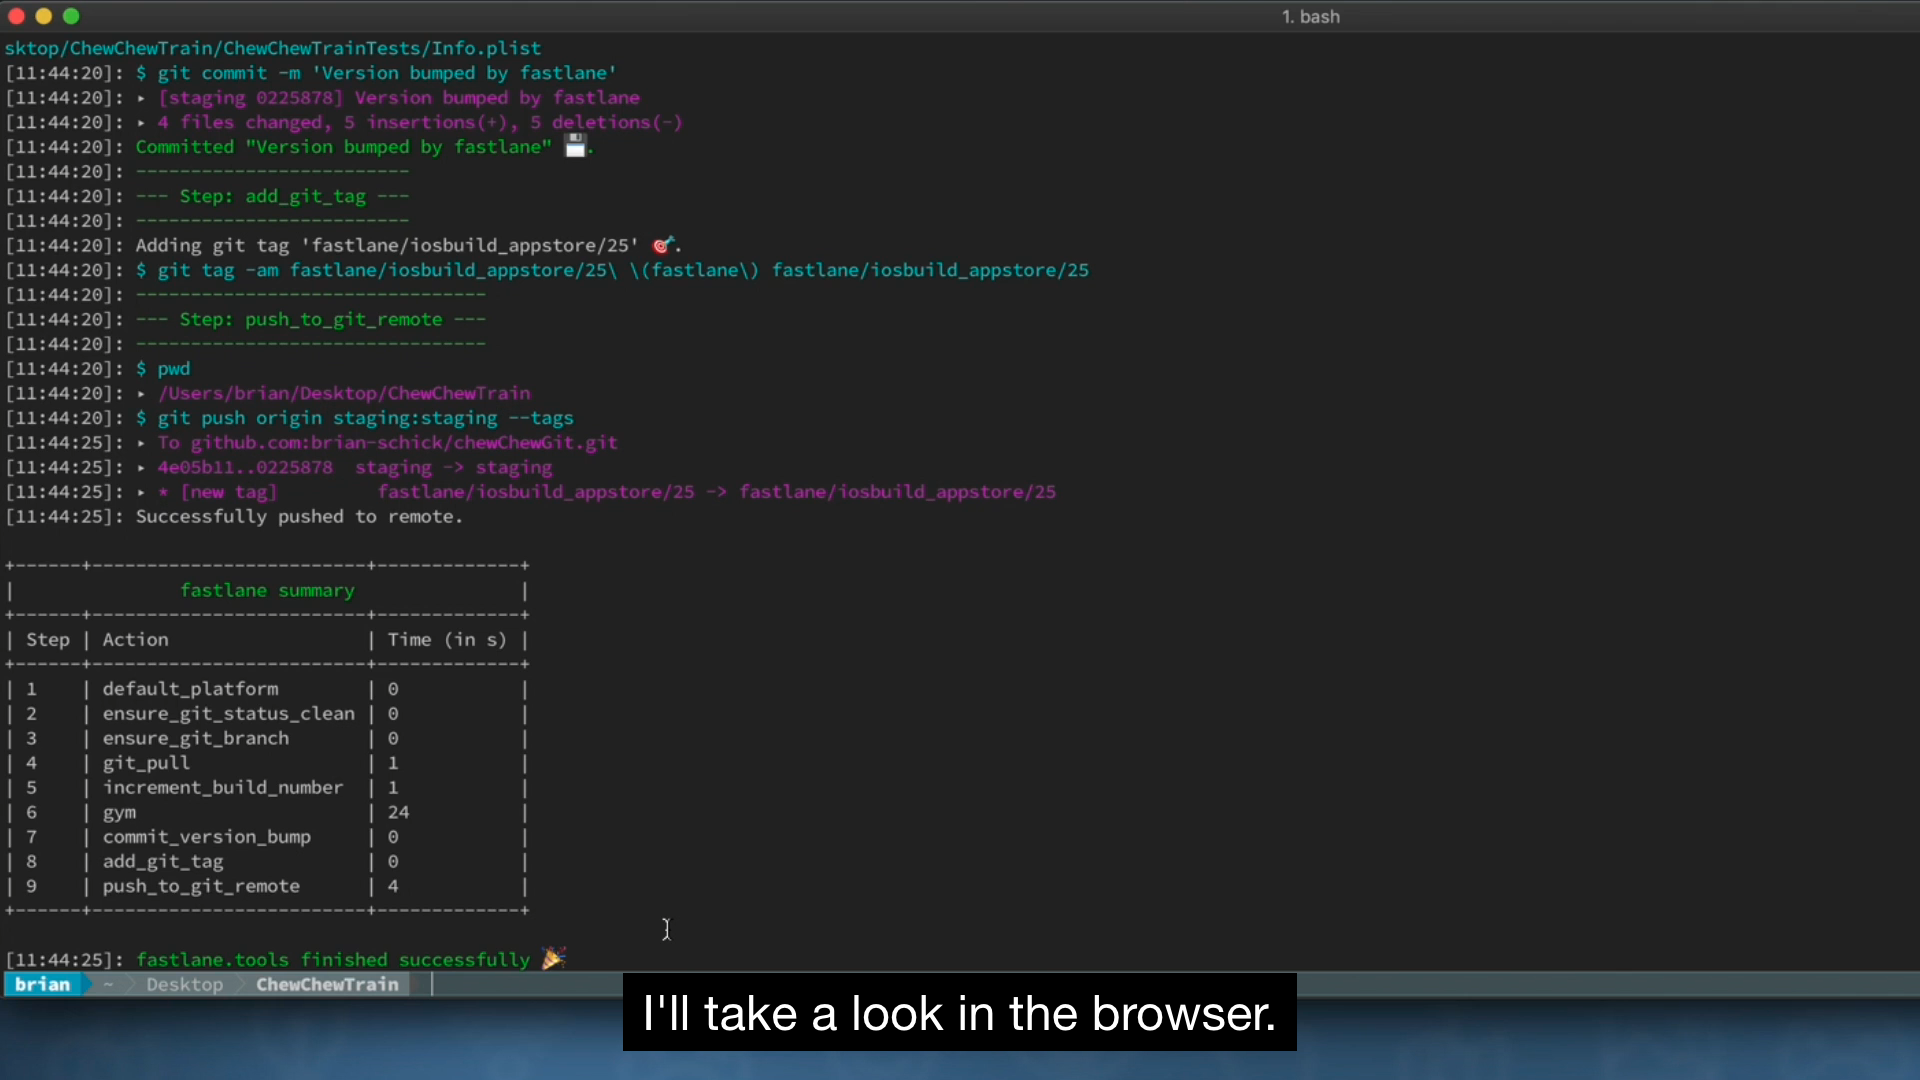 1. bash
sktop/ChewChewTrain/ChewChewTrainTests/Info.plist
[11:44:20]: $ git commit -m 'Version bumped by fastlane'
[11:44:20]: ▸ [staging 0225878] Version bumped by fastlane
[11:44:20]: ▸ 4 files changed, 5 insertions(+), 5 deletions(-)
[11:44:20]: Committed "Version bumped by fastlane" 💾.
[11:44:20]: -------------------------
[11:44:20]: --- Step: add_git_tag ---
[11:44:20]: -------------------------
[11:44:20]: Adding git tag 'fastlane/iosbuild_appstore/25' 🎯.
[11:44:20]: $ git tag -am fastlane/iosbuild_appstore/25\ \(fastlane\) fastlane/iosbuild_appstore/25
[11:44:20]: --------------------------------
[11:44:20]: --- Step: push_to_git_remote ---
[11:44:20]: --------------------------------
[11:44:20]: $ pwd
[11:44:20]: ▸ /Users/brian/Desktop/ChewChewTrain
[11:44:20]: $ git push origin staging:staging --tags
[11:44:25]: ▸ To github.com:brian-schick/chewChewGit.git
[11:44:25]: ▸ 4e05b11..0225878  staging -> staging
[11:44:25]: ▸ * [new tag]         fastlane/iosbuild_appstore/25 -> fastlane/iosbuild_appstore/25
[11:44:25]: Successfully pushed to remote.
+------+-------------------------+-------------+
|               fastlane summary               |
+------+-------------------------+-------------+
| Step | Action                  | Time (in s) |
+------+-------------------------+-------------+
| 1    | default_platform        | 0           |
| 2    | ensure_git_status_clean | 0           |
| 3    | ensure_git_branch       | 0           |
| 4    | git_pull                | 1           |
| 5    | increment_build_number  | 1           |
| 6    | gym                     | 24          |
| 7    | commit_version_bump     | 0           |
| 8    | add_git_tag             | 0           |
| 9    | push_to_git_remote      | 4           |
+------+-------------------------+-------------+
[11:44:25]: fastlane.tools finished successfully 🎉
brian ~ Desktop ChewChewTrain
I'll take a look in the browser.